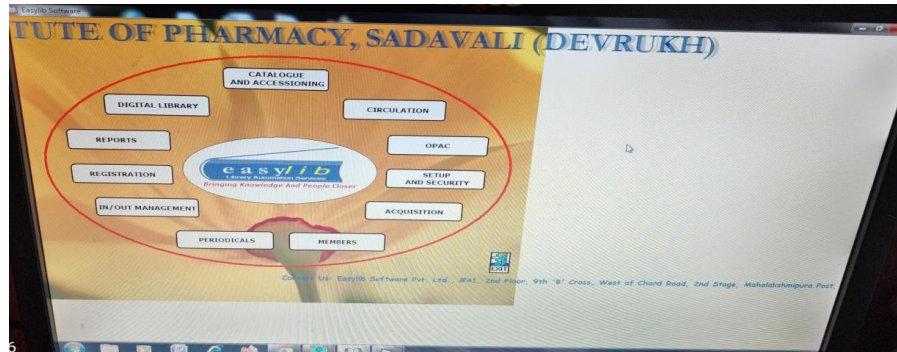 Easylib Software
TUTE OF PHARMACY, SADAVALI (DEVRUKH)
CATALOGUE
AND ACCESSIONING
DIGITAL LIBRARY
CIRCULATION
REPORTS
OPAC
REGISTRATION
easylib
Library Automation Services
Bringing Knowledge And People Closer
SETUP
AND SECURITY
IN/OUT MANAGEMENT
ACQUISITION
PERIODICALS
MEMBERS
EXIT
Contact Us- Easylib Software Pvt. Ltd., #41, 2nd Floor, 9th 'B' Cross, West of Chord Road, 2nd Stage, Mahalakshmipura Post,
6